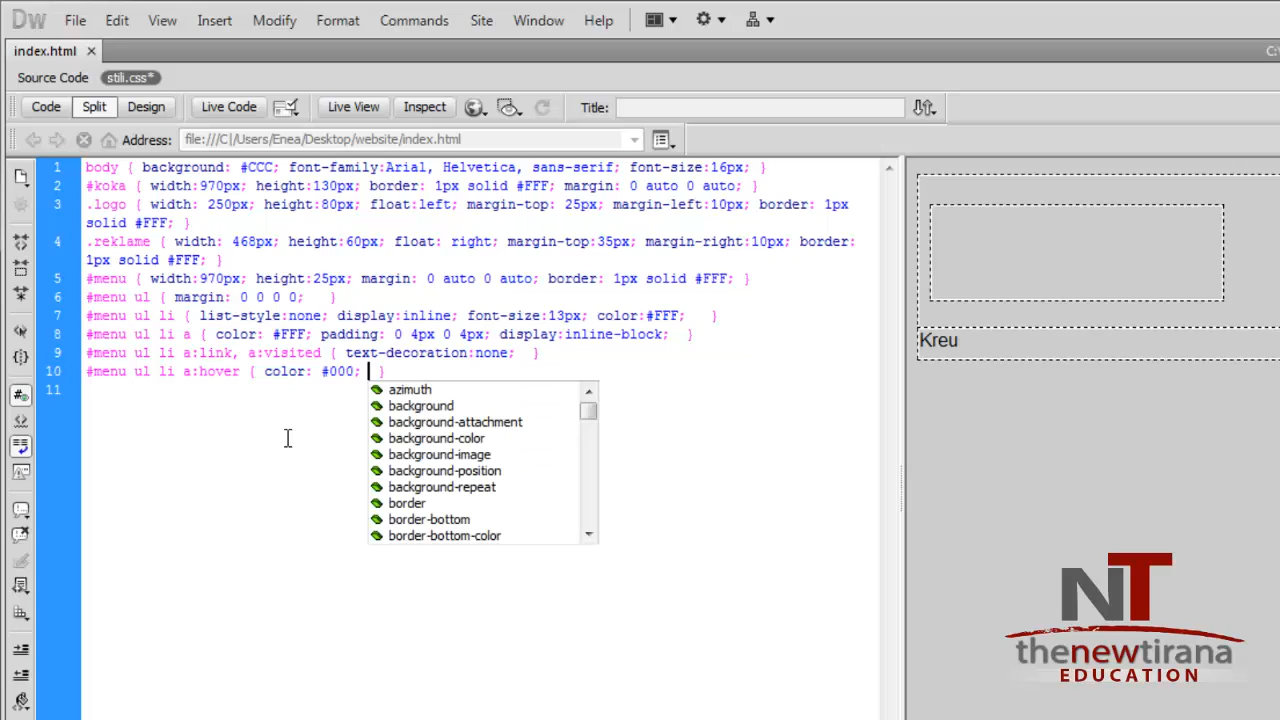 Dw File Edit View Insert Modify Format Commands Site Window Help
index.html
C:\
Source Code stili.css*
Code Split Design Live Code Live View Inspect Title:
Address: file:///C|/Users/Enea/Desktop/website/index.html
1 body { background: #CCC; font-family:Arial, Helvetica, sans-serif; font-size:16px; }
2 #koka { width:970px; height:130px; border: 1px solid #FFF; margin: 0 auto 0 auto; }
3 .logo { width: 250px; height:80px; float:left; margin-top: 25px; margin-left:10px; border: 1px
solid #FFF; }
4 .reklame { width: 468px; height:60px; float: right; margin-top:35px; margin-right:10px; border:
1px solid #FFF; }
5 #menu { width:970px; height:25px; margin: 0 auto 0 auto; border: 1px solid #FFF; }
6 #menu ul { margin: 0 0 0 0; }
7 #menu ul li { list-style:none; display:inline; font-size:13px; color:#FFF; }
8 #menu ul li a { color: #FFF; padding: 0 4px 0 4px; display:inline-block; }
9 #menu ul li a:link, a:visited { text-decoration:none; }
10 #menu ul li a:hover { color: #000; }
11
azimuth
background
background-attachment
background-color
background-image
background-position
background-repeat
border
border-bottom
border-bottom-color
Kreu
NT
thenewtirana
EDUCATION